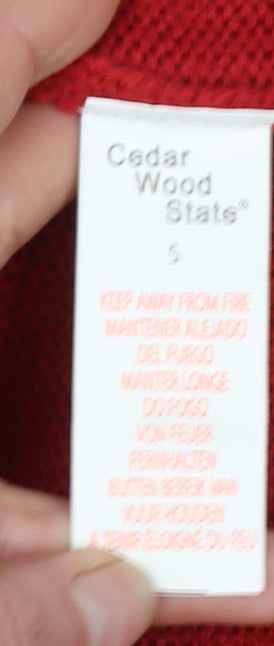 Cedar
Wood
State®
S
KEEP AWAY FROM FIRE
MANTENER ALEJADO
DEL FUEGO
MANTER LONGE
DO FOGO
VON FEUER
FERNHALTEN
BUITEN BEREIK VAN
VUUR HOUDEN
A TENIR ELOIGNE DU FEU